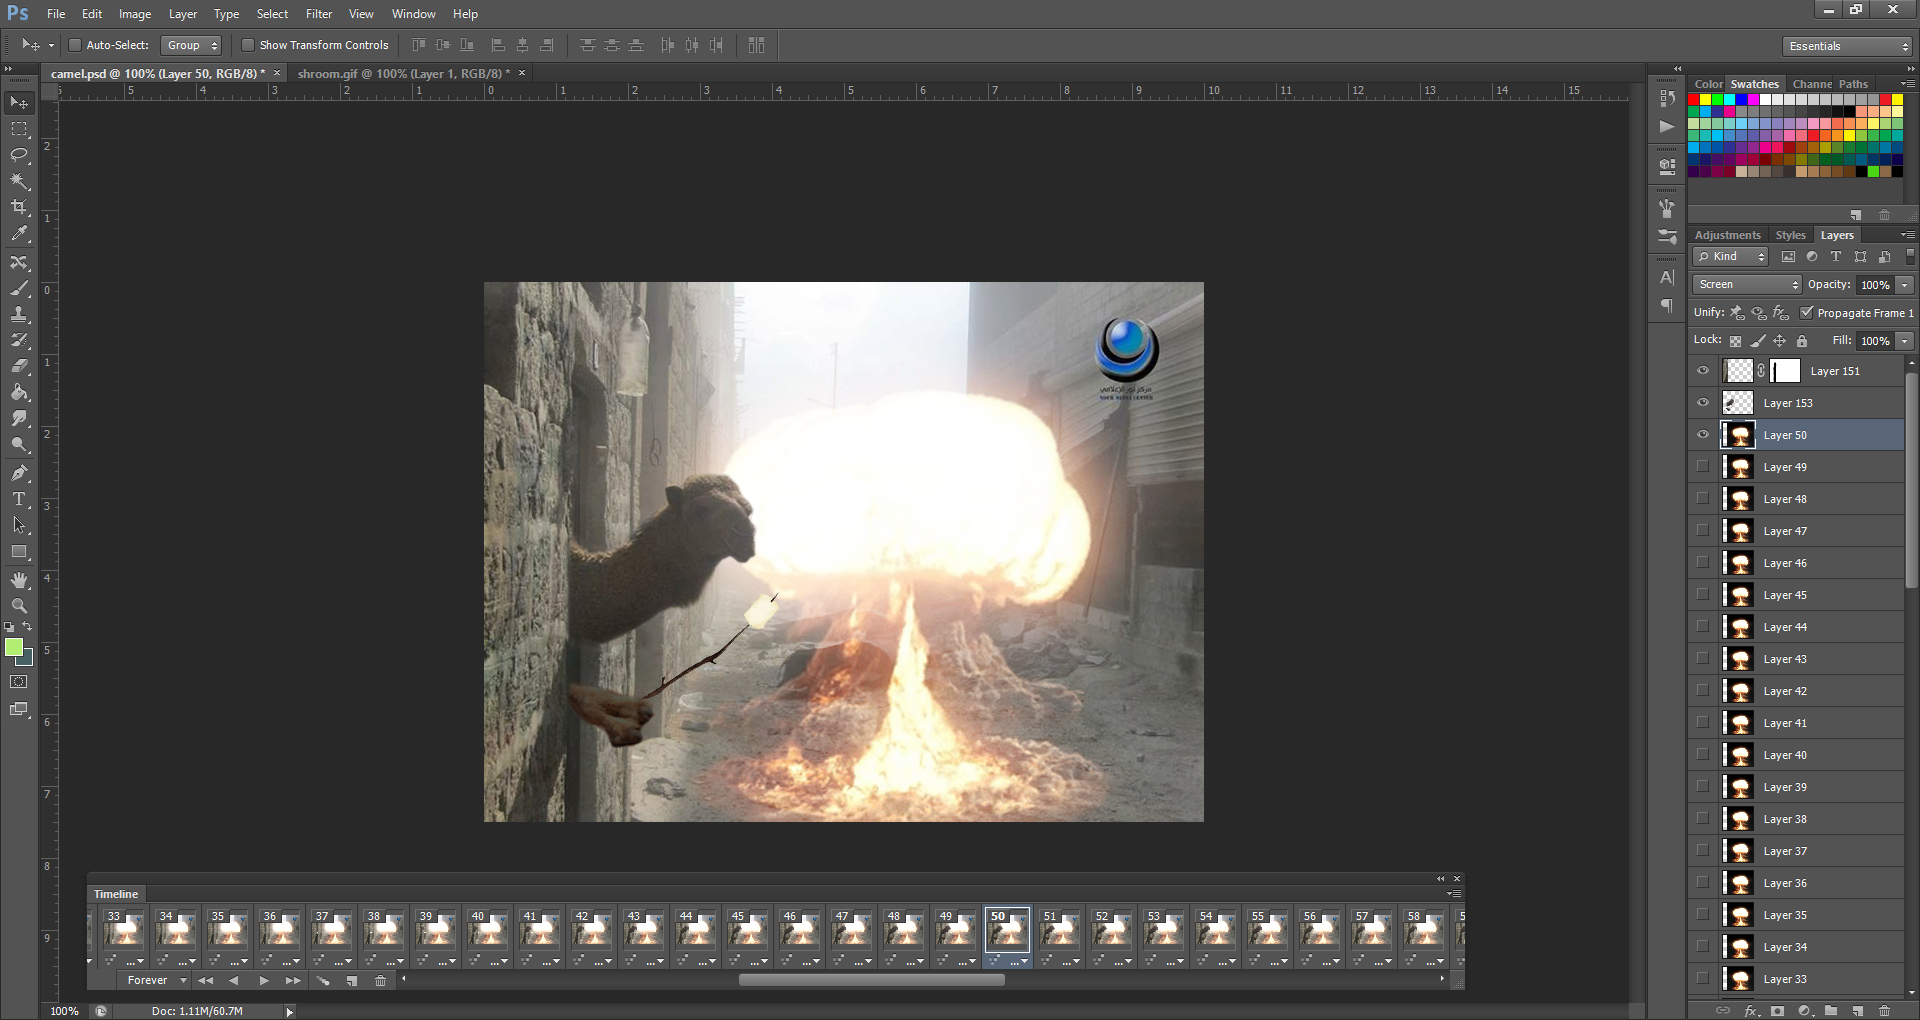 Ps File Edit Image Layer Type Select Filter View Window Help
Auto-Select: Group Show Transform Controls Essentials
camel.psd @ 100% (Layer 50, RGB/8) * × shroom.gif @ 100% (Layer 1, RGB/8) * ×
5 4 3 2 1 0 1 2 3 4 5 6 7 8 9 10 11 12 13 14 15
2
1
0
1
2
3
4
5
6
7
8
9
Color Swatches Channe Paths
Adjustments Styles Layers
Kind
Screen Opacity: 100%
Unify: Propagate Frame 1
Lock: Fill: 100%
Layer 151
Layer 153
Layer 50
Layer 49
Layer 48
Layer 47
Layer 46
Layer 45
Layer 44
Layer 43
Layer 42
Layer 41
Layer 40
Layer 39
Layer 38
Layer 37
Layer 36
Layer 35
Layer 34
Layer 33
مركز نور الإعلامي
NOUR MEDIA CENTER
Timeline
33 34 35 36 37 38 39 40 41 42 43 44 45 46 47 48 49 50 51 52 53 54 55 56 57 58 5
Forever
100% Doc: 1.11M/60.7M